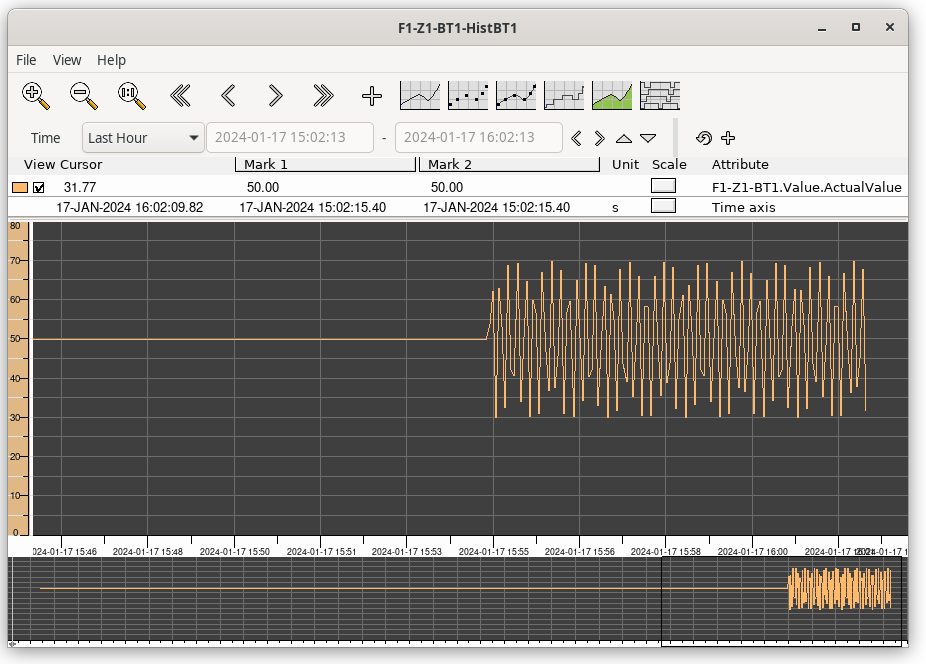 F1-Z1-BT1-HistBT1
File View Help
Time Last Hour 2024-01-17 15:02:13 - 2024-01-17 16:02:13
View Cursor Mark 1 Mark 2 Unit Scale Attribute
31.77 50.00 50.00 F1-Z1-BT1.Value.ActualValue
17-JAN-2024 16:02:09.82 17-JAN-2024 15:02:15.40 17-JAN-2024 15:02:15.40 s Time axis
80
70
60
50
40
30
20
10
0
024-01-17 15:46 2024-01-17 15:48 2024-01-17 15:50 2024-01-17 15:51 2024-01-17 15:53 2024-01-17 15:55 2024-01-17 15:56 2024-01-17 15:58 2024-01-17 16:00 2024-01-17